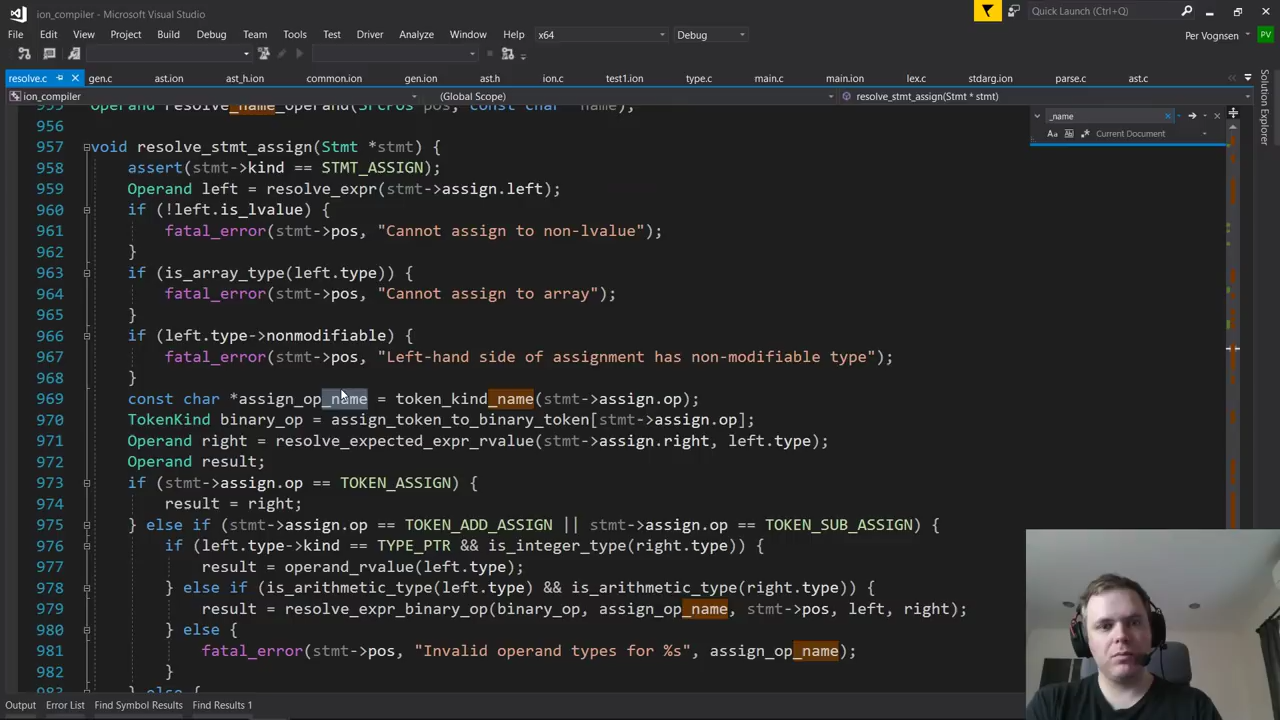 ion_compiler - Microsoft Visual Studio
Quick Launch (Ctrl+Q)
File Edit View Project Build Debug Team Tools Test Driver Analyze Window Help x64 Debug Per Vognsen PV
resolve.c gen.c ast.ion ast_h.ion common.ion gen.ion ast.h ion.c test1.ion type.c main.c main.ion lex.c stdarg.ion parse.c ast.c
ion_compiler (Global Scope) resolve_stmt_assign(Stmt * stmt)
Solution Explorer
_name
Aa Current Document
955 Operand resolve_name_operand(SrcPos pos, const char *name);
956
957 void resolve_stmt_assign(Stmt *stmt) {
958 assert(stmt->kind == STMT_ASSIGN);
959 Operand left = resolve_expr(stmt->assign.left);
960 if (!left.is_lvalue) {
961 fatal_error(stmt->pos, "Cannot assign to non-lvalue");
962 }
963 if (is_array_type(left.type)) {
964 fatal_error(stmt->pos, "Cannot assign to array");
965 }
966 if (left.type->nonmodifiable) {
967 fatal_error(stmt->pos, "Left-hand side of assignment has non-modifiable type");
968 }
969 const char *assign_op_name = token_kind_name(stmt->assign.op);
970 TokenKind binary_op = assign_token_to_binary_token[stmt->assign.op];
971 Operand right = resolve_expected_expr_rvalue(stmt->assign.right, left.type);
972 Operand result;
973 if (stmt->assign.op == TOKEN_ASSIGN) {
974 result = right;
975 } else if (stmt->assign.op == TOKEN_ADD_ASSIGN || stmt->assign.op == TOKEN_SUB_ASSIGN) {
976 if (left.type->kind == TYPE_PTR && is_integer_type(right.type)) {
977 result = operand_rvalue(left.type);
978 } else if (is_arithmetic_type(left.type) && is_arithmetic_type(right.type)) {
979 result = resolve_expr_binary_op(binary_op, assign_op_name, stmt->pos, left, right);
980 } else {
981 fatal_error(stmt->pos, "Invalid operand types for %s", assign_op_name);
982 }
983 } else {
Output Error List Find Symbol Results Find Results 1